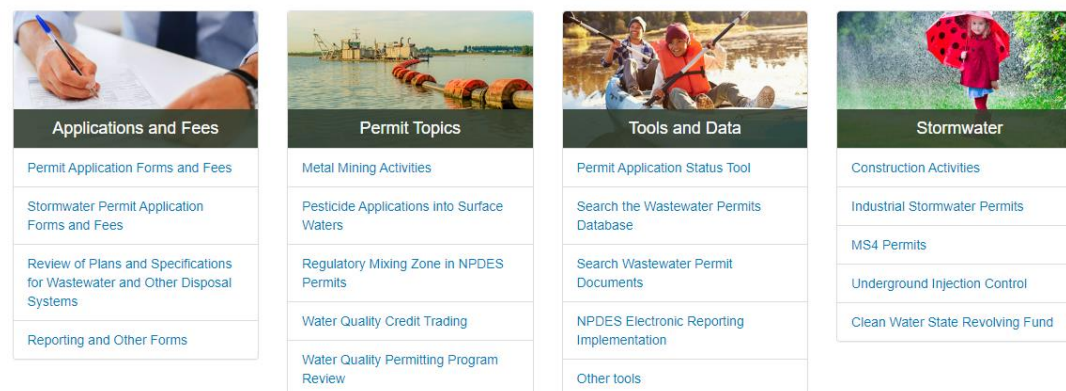 Applications and Fees
Permit Application Forms and Fees
Stormwater Permit Application
Forms and Fees
Review of Plans and Specifications
for Wastewater and Other Disposal
Systems
Reporting and Other Forms
Permit Topics
Metal Mining Activities
Pesticide Applications into Surface
Waters
Regulatory Mixing Zone in NPDES
Permits
Water Quality Credit Trading
Water Quality Permitting Program
Review
Tools and Data
Permit Application Status Tool
Search the Wastewater Permits
Database
Search Wastewater Permit
Documents
NPDES Electronic Reporting
Implementation
Other tools
Stormwater
Construction Activities
Industrial Stormwater Permits
MS4 Permits
Underground Injection Control
Clean Water State Revolving Fund